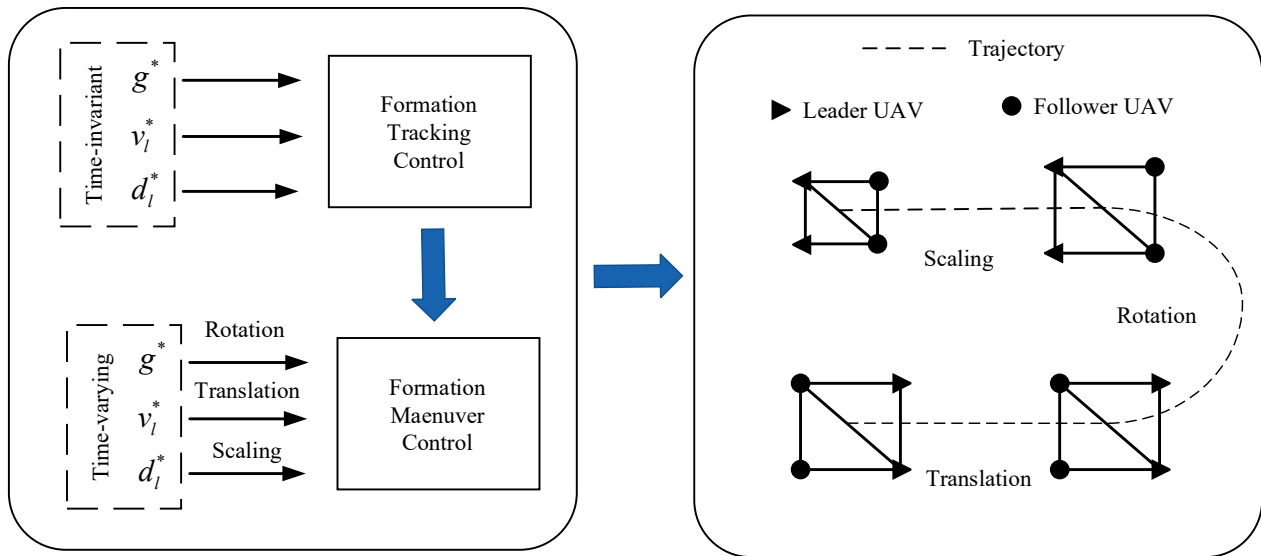 Time-invariant
g*
v_l*
d_l*
Formation
Tracking
Control
Time-varying
Rotation
g*
Translation
v_l*
Scaling
d_l*
Formation
Maenuver
Control
Trajectory
Leader UAV
Follower UAV
Scaling
Rotation
Translation